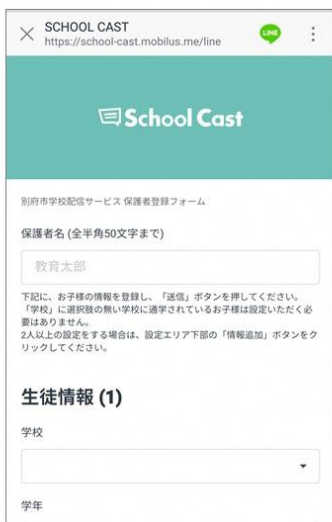 SCHOOL CAST
https://school-cast.mobilus.me/line
LINE
School Cast
別府市学校配信サービス 保護者登録フォーム
保護者名 (全半角50文字まで)
教育太郎
下記に、お子様の情報を登録し、「送信」ボタンを押してください。
「学校」に選択肢の無い学校に通学されているお子様は設定いただく必
要はありません。
2人以上の設定をする場合は、設定エリア下部の「情報追加」ボタンをク
リックしてください。
生徒情報 (1)
学校
学年